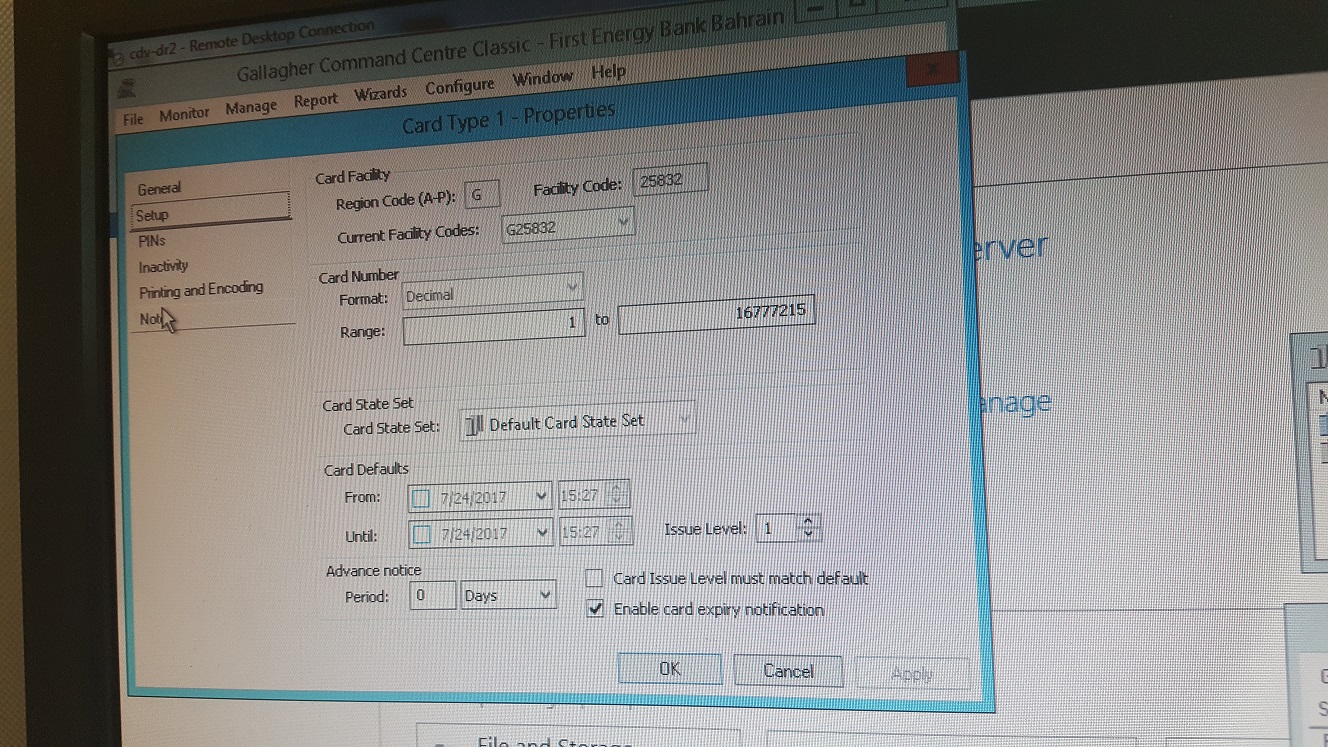 cdv-dr2 - Remote Desktop Connection
Gallagher Command Centre Classic - First Energy Bank Bahrain
File Monitor Manage Report Wizards Configure Window Help
Card Type 1 - Properties
General
Setup
PINs
Inactivity
Printing and Encoding
Card Facility
Region Code (A-P): G Facility Code: 25832
Current Facility Codes: G25832
Card Number
Format: Decimal
Range: 1 to 16777215
Card State Set
Card State Set: Default Card State Set
Card Defaults
From: 7/24/2017 15:27
Until: 7/24/2017 15:27 Issue Level: 1
Advance notice
Period: 0 Days
Card Issue Level must match default
Enable card expiry notification
OK Cancel Apply
erver
anage
File and Storage